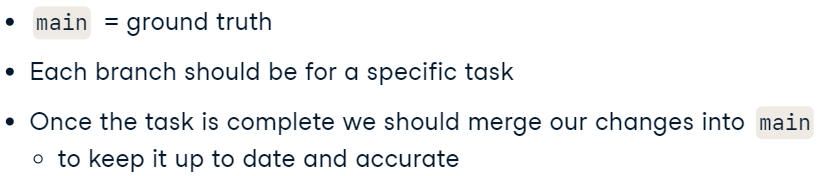 • main = ground truth
• Each branch should be for a specific task
• Once the task is complete we should merge our changes into main
○ to keep it up to date and accurate